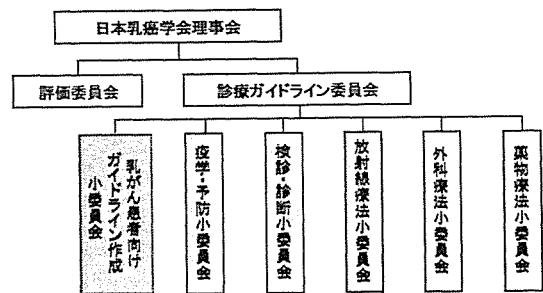 日本乳癌学会理事会
評価委員会
診療ガイドライン委員会
乳がん患者向け
ガイドライン作成
小委員会
疫学・予防小委員会
検診・診断小委員会
放射線療法小委員会
外科療法小委員会
薬物療法小委員会